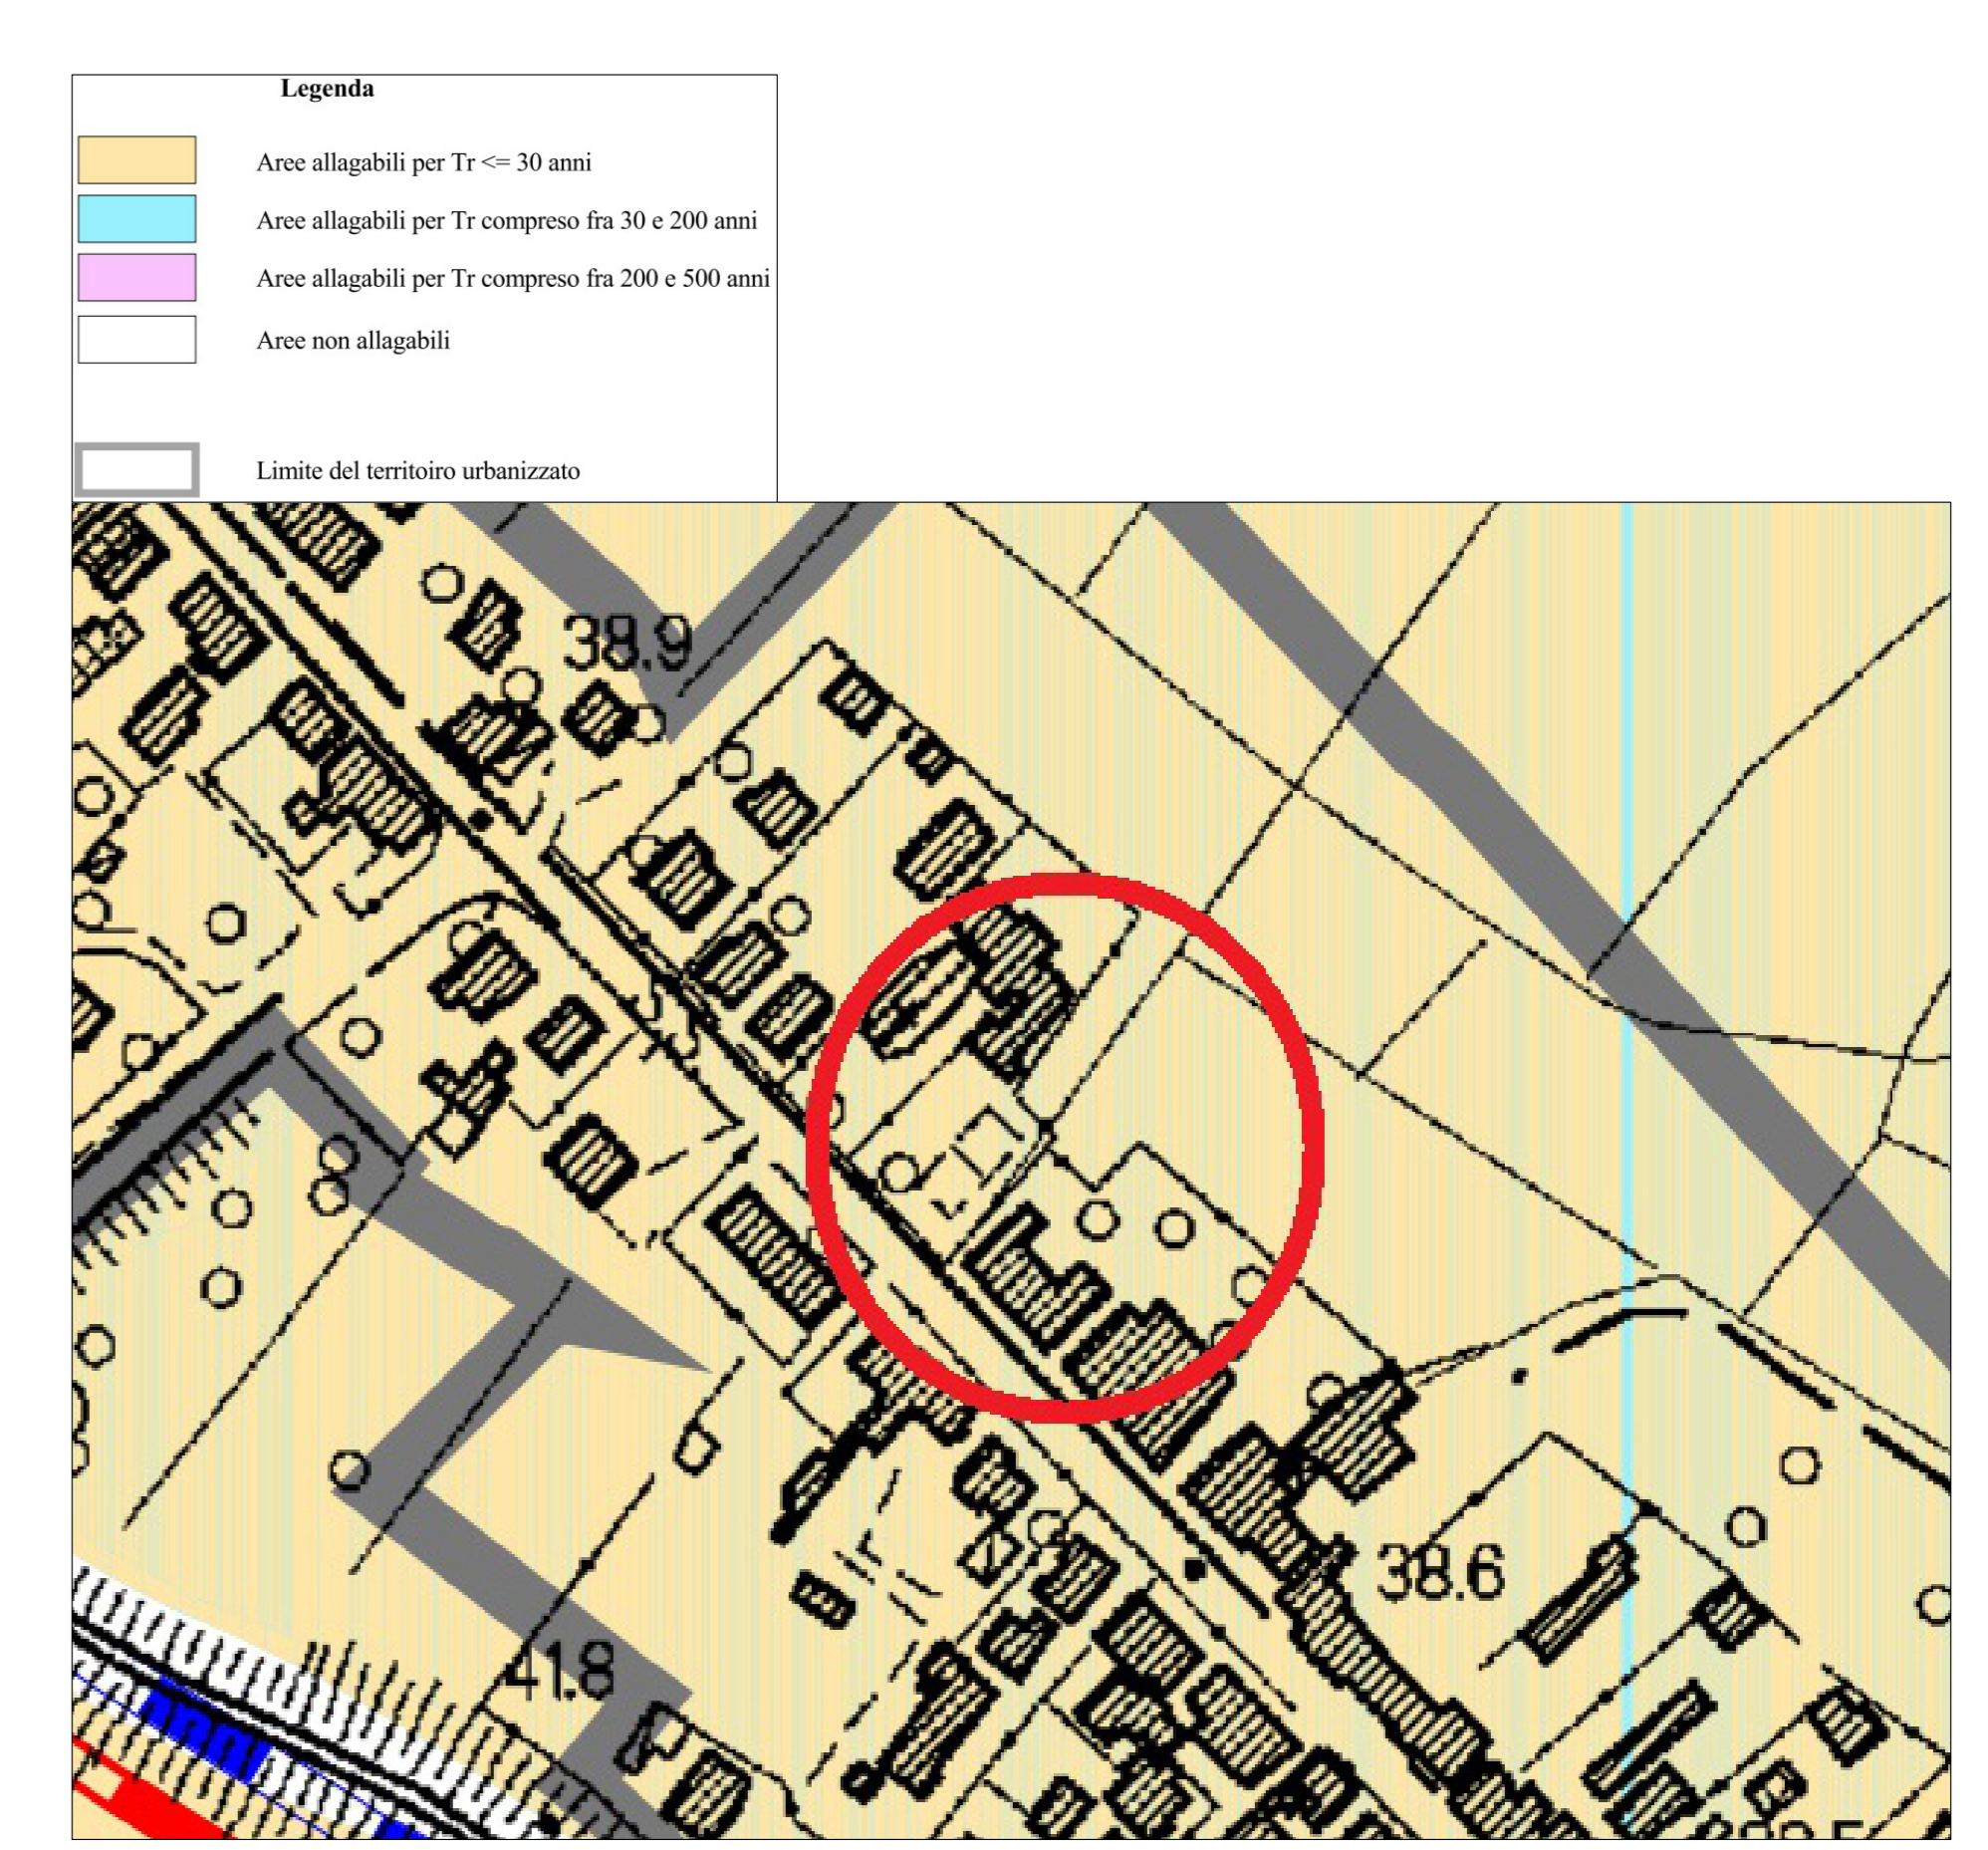 Legenda
Aree allagabili per Tr <= 30 anni
Aree allagabili per Tr compreso fra 30 e 200 anni
Aree allagabili per Tr compreso fra 200 e 500 anni
Aree non allagabili
Limite del territoiro urbanizzato
38.9
38.6
41.8